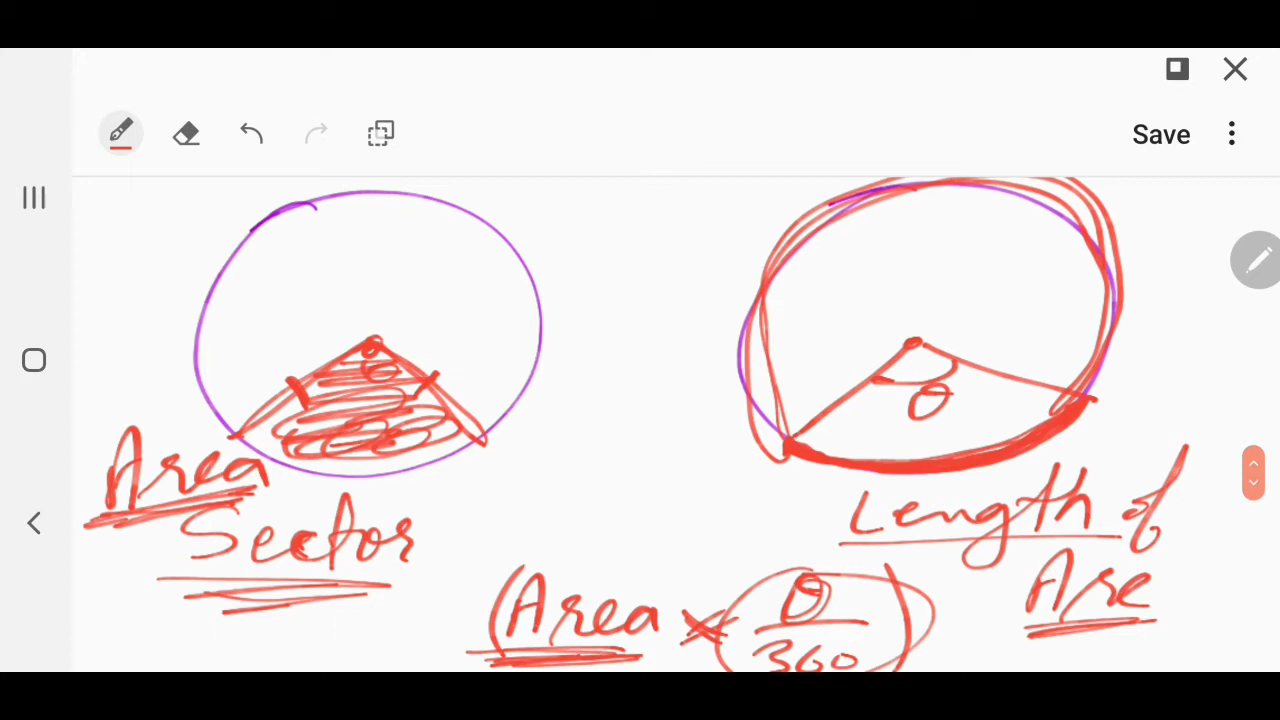 Save
θ
θ
Area
Sector
Length of
Arc
(Area × θ/360)